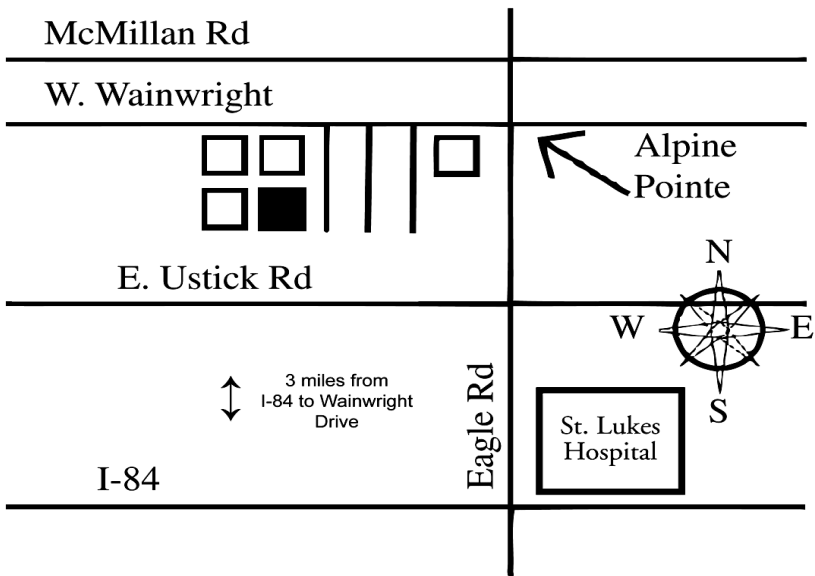 McMillan Rd
W. Wainwright
Alpine
Pointe
E. Ustick Rd
N
W
E
S
3 miles from
I-84 to Wainwright
Drive
Eagle Rd
St. Lukes
Hospital
I-84